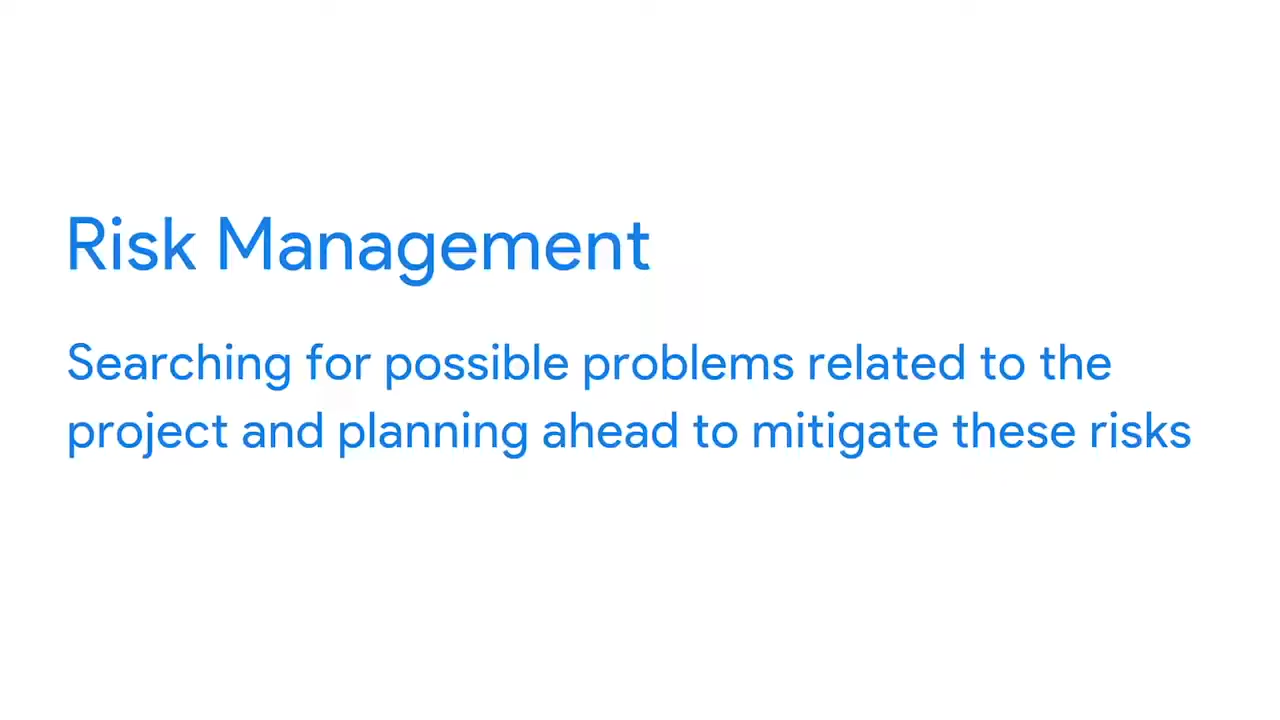 Risk Management
Searching for possible problems related to the
project and planning ahead to mitigate these risks